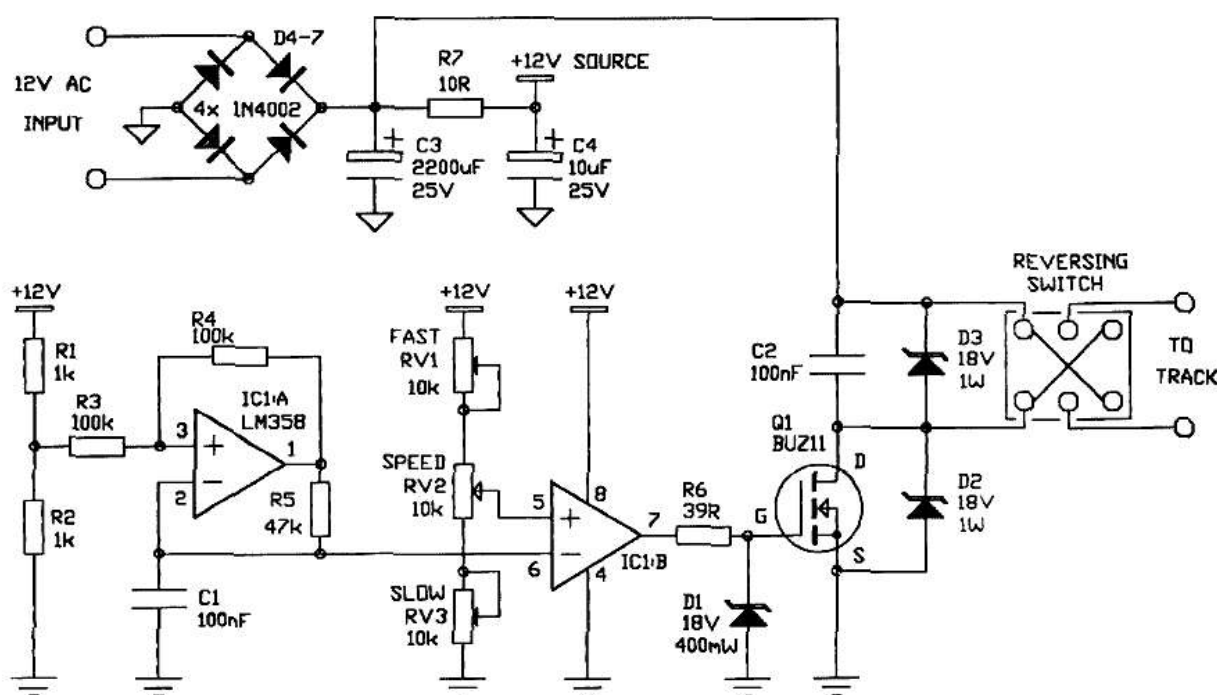 D4-7
12V AC
INPUT
4x 1N4002
R7
10R
+12V SOURCE
C3
2200uF
25V
C4
10uF
25V
+
+
+12V
R1
1k
R2
1k
R3
100k
R4
100k
IC1:A
LM358
3
2
1
+
−
R5
47k
C1
100nF
+12V
FAST
RV1
10k
SPEED
RV2
10k
SLOW
RV3
10k
+12V
5
6
8
4
7
+
−
IC1:B
R6
39R
D1
18V
400mW
G
Q1
BUZ11
D
S
C2
100nF
D3
18V
1W
D2
18V
1W
REVERSING
SWITCH
TO
TRACK